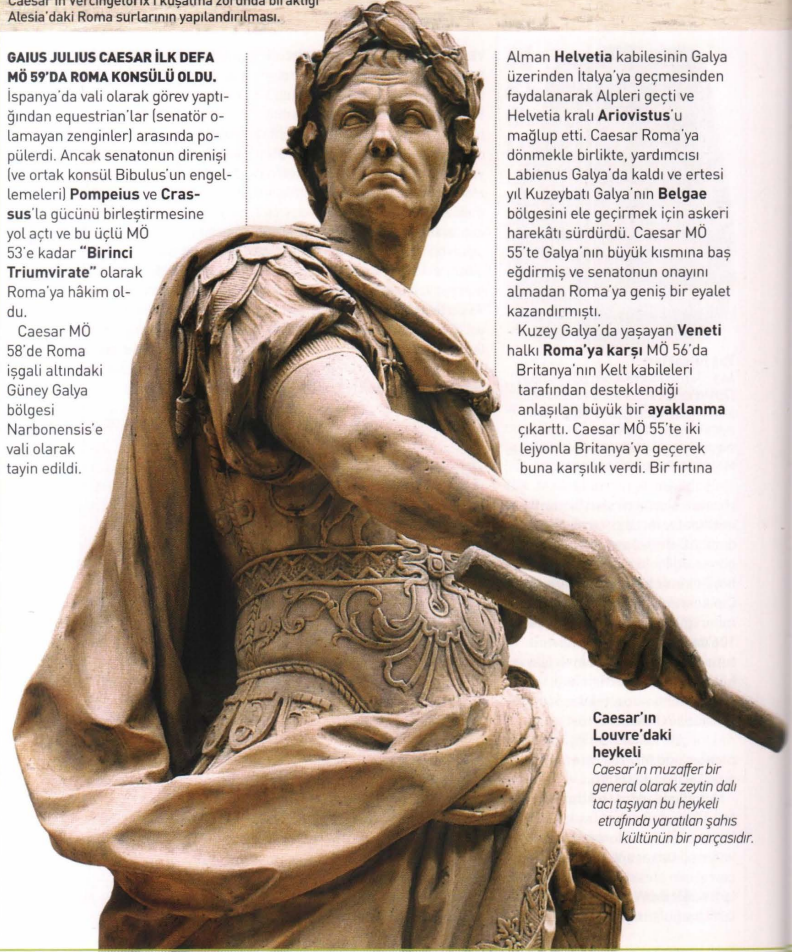 Caesar'ın Vercingetorix'i kuşatma zorunda bıraktığı
Alesia'daki Roma surlarının yapılandırılması.
GAIUS JULIUS CAESAR İLK DEFA
MÖ 59'DA ROMA KONSÜLÜ OLDU.
İspanya'da vali olarak görev yaptı-
ğından equestrian'lar (senatör o-
lamayan zenginler) arasında po-
pülerdi. Ancak senatonun direnişi
(ve ortak konsül Bibulus'un engel-
lemeleri) Pompeius ve Cras-
sus'la gücünü birleştirmesine
yol açtı ve bu üçlü MÖ
53'e kadar "Birinci
Triumvirate" olarak
Roma'ya hâkim ol-
du.
Caesar MÖ
58'de Roma
işgali altındaki
Güney Galya
bölgesi
Narbonensis'e
vali olarak
tayin edildi.
Alman Helvetia kabilesinin Galya
üzerinden İtalya'ya geçmesinden
faydalanarak Alpleri geçti ve
Helvetia kralı Ariovistus'u
mağlup etti. Caesar Roma'ya
dönmekle birlikte, yardımcısı
Labienus Galya'da kaldı ve ertesi
yıl Kuzeybatı Galya'nın Belgae
bölgesini ele geçirmek için askeri
harekâtı sürdürdü. Caesar MÖ
55'te Galya'nın büyük kısmına baş
eğdirmiş ve senatonun onayını
almadan Roma'ya geniş bir eyalet
kazandırmıştı.
Kuzey Galya'da yaşayan Veneti
halkı Roma'ya karşı MÖ 56'da
Britanya'nın Kelt kabileleri
tarafından desteklendiği
anlaşılan büyük bir ayaklanma
çıkarttı. Caesar MÖ 55'te iki
lejyonla Britanya'ya geçerek
buna karşılık verdi. Bir fırtına
Caesar'ın
Louvre'daki
heykeli
Caesar'ın muzaffer bir
general olarak zeytin dalı
tacı taşıyan bu heykeli
etrafında yaratılan şahıs
kültünün bir parçasıdır.